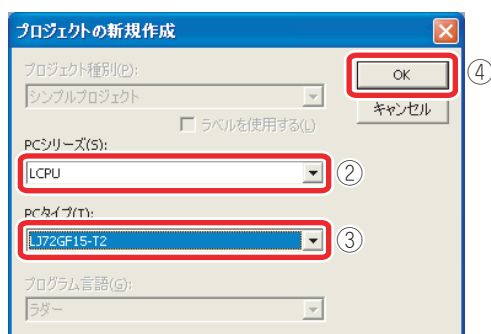 プロジェクトの新規作成
プロジェクト種別(P):
シンプルプロジェクト
ラベルを使用する(L)
PCシリーズ(S):
LCPU
②
PCタイプ(T):
LJ72GF15-T2
③
プログラム言語(G):
ラダー
OK
④
キャンセル